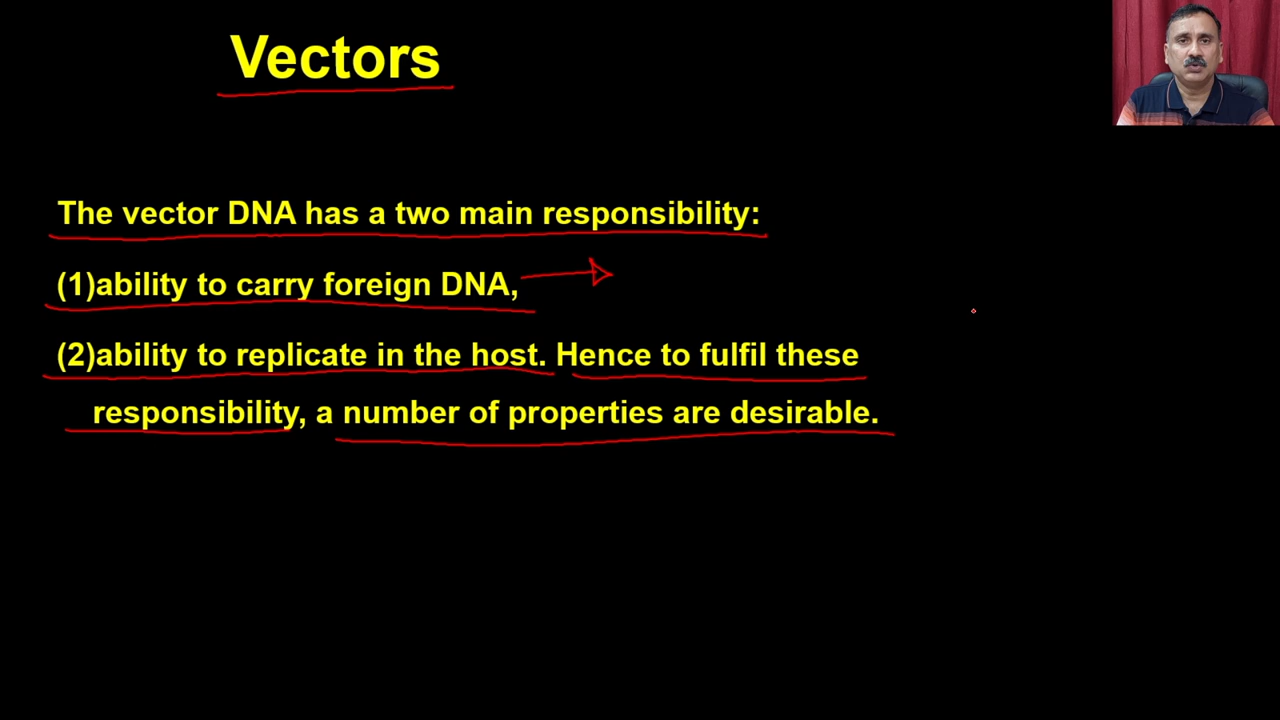 Vectors
The vector DNA has a two main responsibility:
(1)ability to carry foreign DNA,
(2)ability to replicate in the host. Hence to fulfil these
responsibility, a number of properties are desirable.